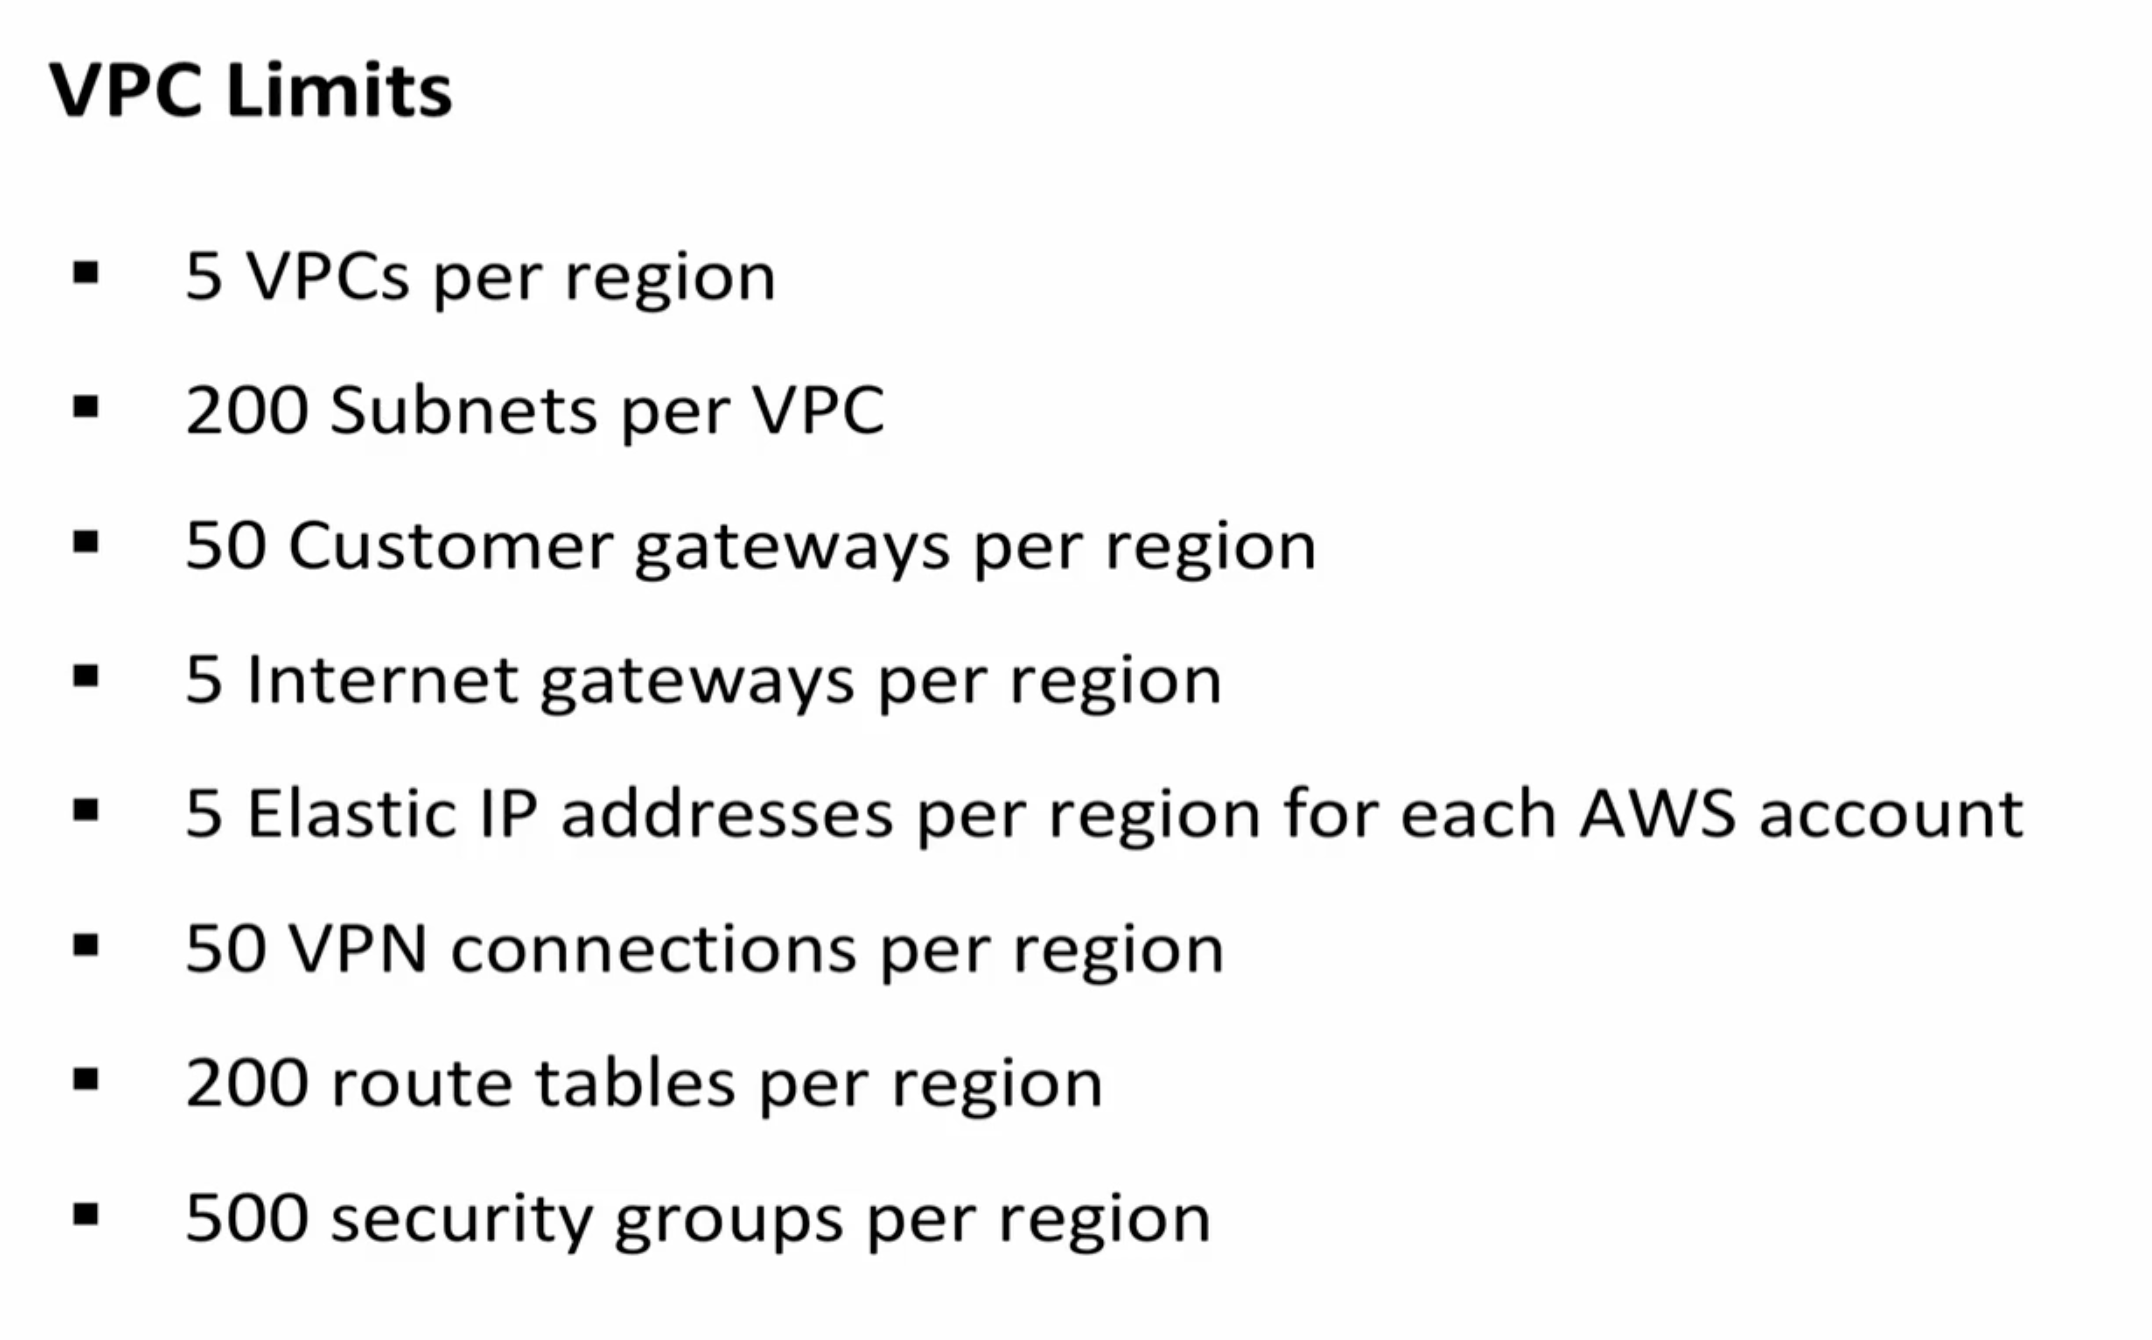 VPC Limits
▪ 5 VPCs per region
▪ 200 Subnets per VPC
▪ 50 Customer gateways per region
▪ 5 Internet gateways per region
▪ 5 Elastic IP addresses per region for each AWS account
▪ 50 VPN connections per region
▪ 200 route tables per region
▪ 500 security groups per region